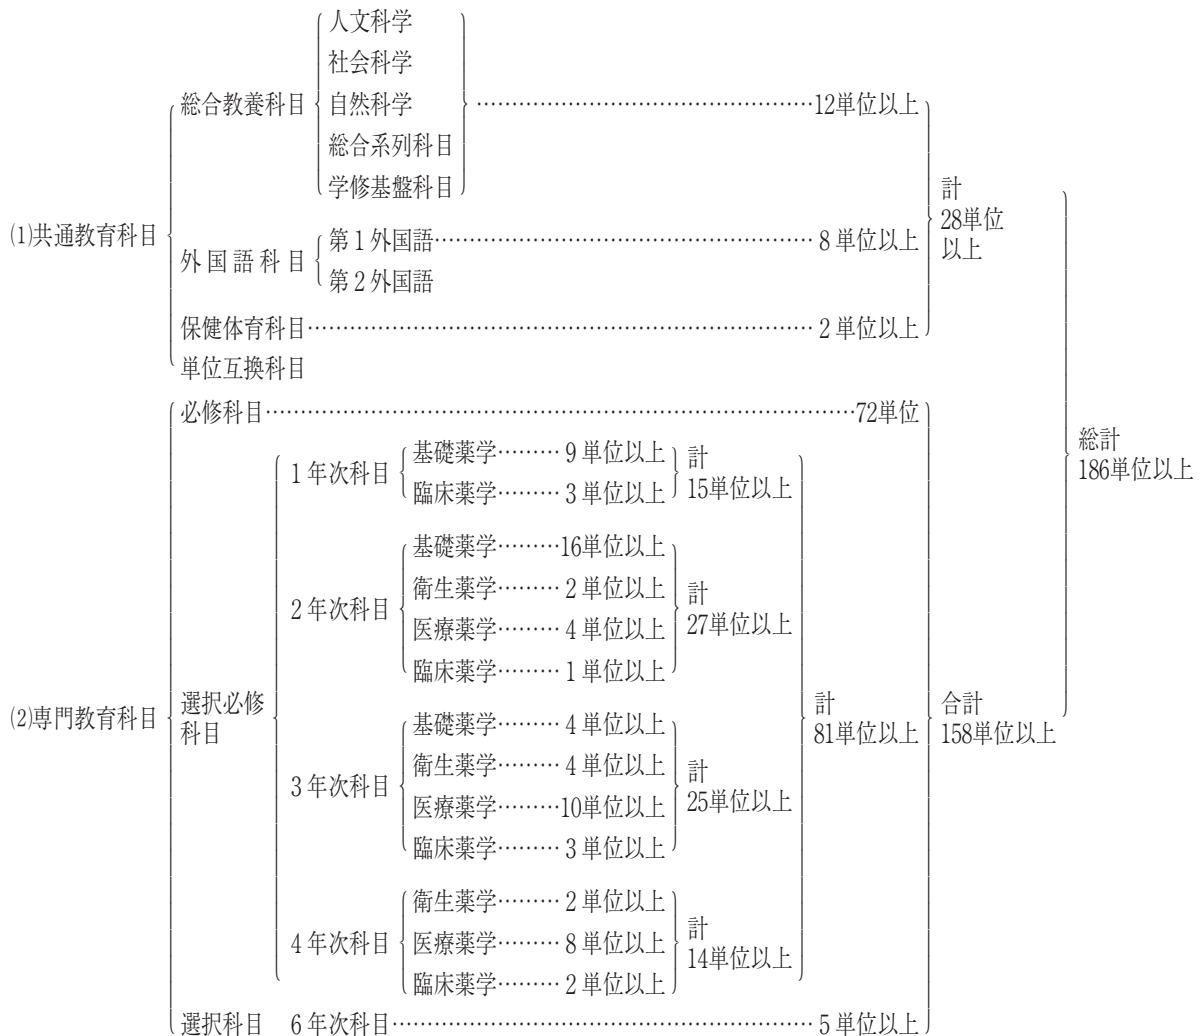 人文科学
社会科学
総合教養科目 自然科学 ………………………………………… 12単位以上
総合系列科目
学修基盤科目
計
28単位
以上
⑴共通教育科目
外国語科目 第1外国語……………………………………………… 8単位以上
第2外国語
保健体育科目……………………………………………………………… 2単位以上
単位互換科目
必修科目…………………………………………………………………………72単位
1年次科目 基礎薬学……… 9単位以上
臨床薬学……… 3単位以上
計
15単位以上
2年次科目 基礎薬学………16単位以上
衛生薬学……… 2単位以上
医療薬学……… 4単位以上
臨床薬学……… 1単位以上
計
27単位以上
⑵専門教育科目
選択必修
科目
3年次科目 基礎薬学……… 4単位以上
衛生薬学……… 4単位以上
医療薬学………10単位以上
臨床薬学……… 3単位以上
計
25単位以上
4年次科目 衛生薬学……… 2単位以上
医療薬学……… 8単位以上
臨床薬学……… 2単位以上
計
14単位以上
計
81単位以上
選択科目 6年次科目…………………………………………………… 5単位以上
合計
158単位以上
総計
186単位以上